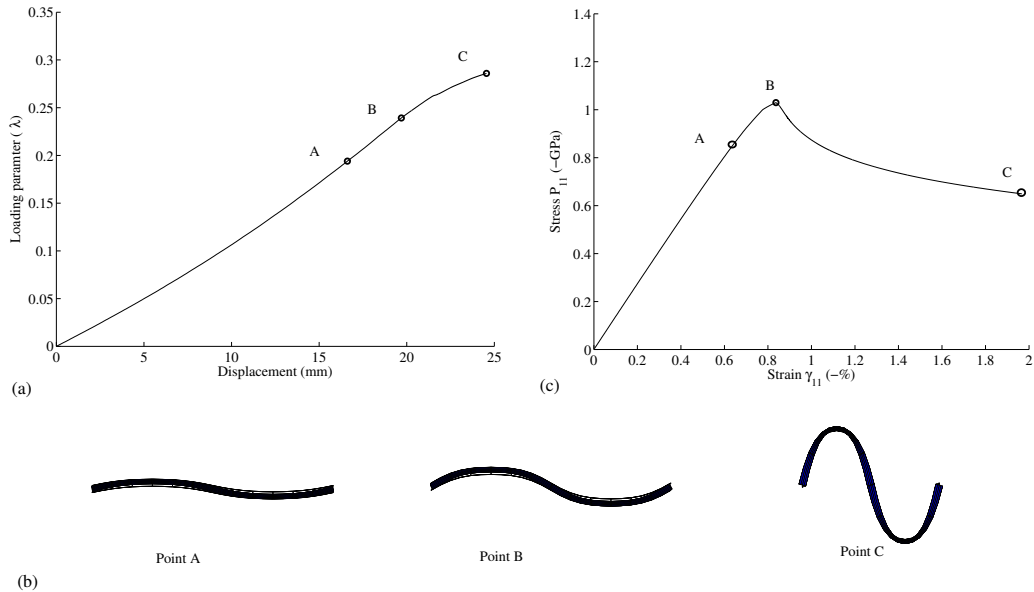 0.35
0.3
0.25
0.2
0.15
0.1
0.05
0
Loading paramter ( λ)
A
B
C
0 5 10 15 20 25
Displacement (mm)
(a)
1.4
1.2
1
0.8
0.6
0.4
0.2
0
Stress P11 (−GPa)
A
B
C
0 0.2 0.4 0.6 0.8 1 1.2 1.4 1.6 1.8 2
Strain γ11 (−%)
(c)
Point A
Point B
Point C
(b)